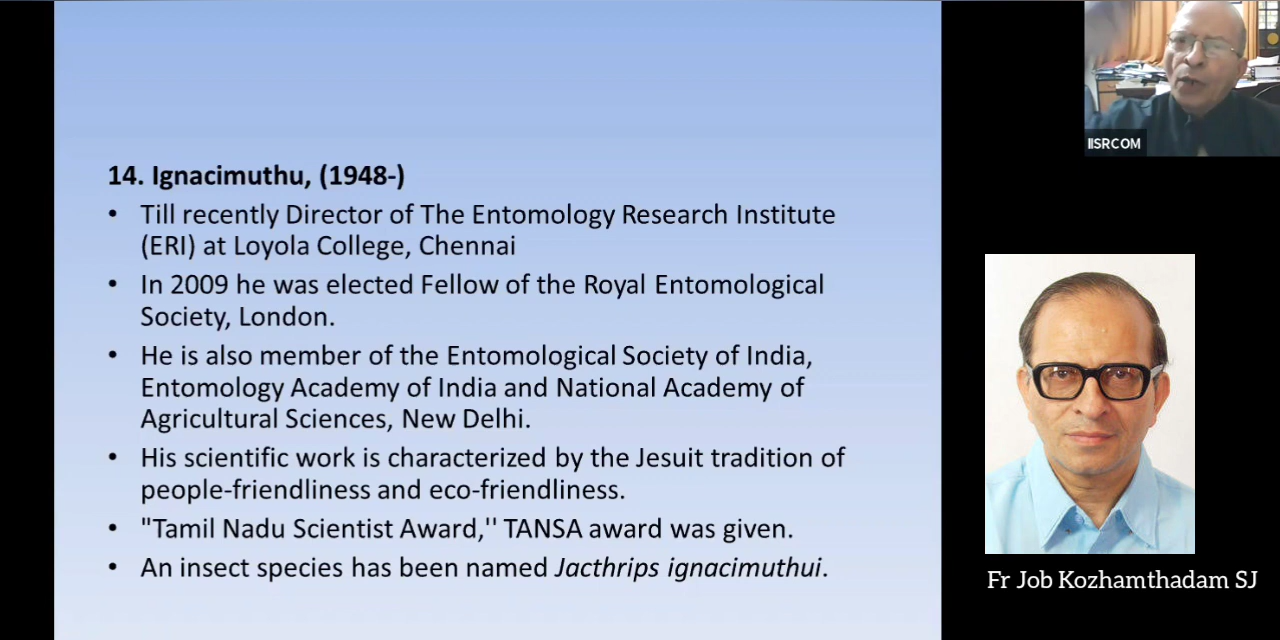 14. Ignacimuthu, (1948-)
• Till recently Director of The Entomology Research Institute
(ERI) at Loyola College, Chennai
• In 2009 he was elected Fellow of the Royal Entomological
Society, London.
• He is also member of the Entomological Society of India,
Entomology Academy of India and National Academy of
Agricultural Sciences, New Delhi.
• His scientific work is characterized by the Jesuit tradition of
people-friendliness and eco-friendliness.
• "Tamil Nadu Scientist Award,'' TANSA award was given.
• An insect species has been named Jacthrips ignacimuthui.
IISRCOM
Fr Job Kozhamthadam SJ